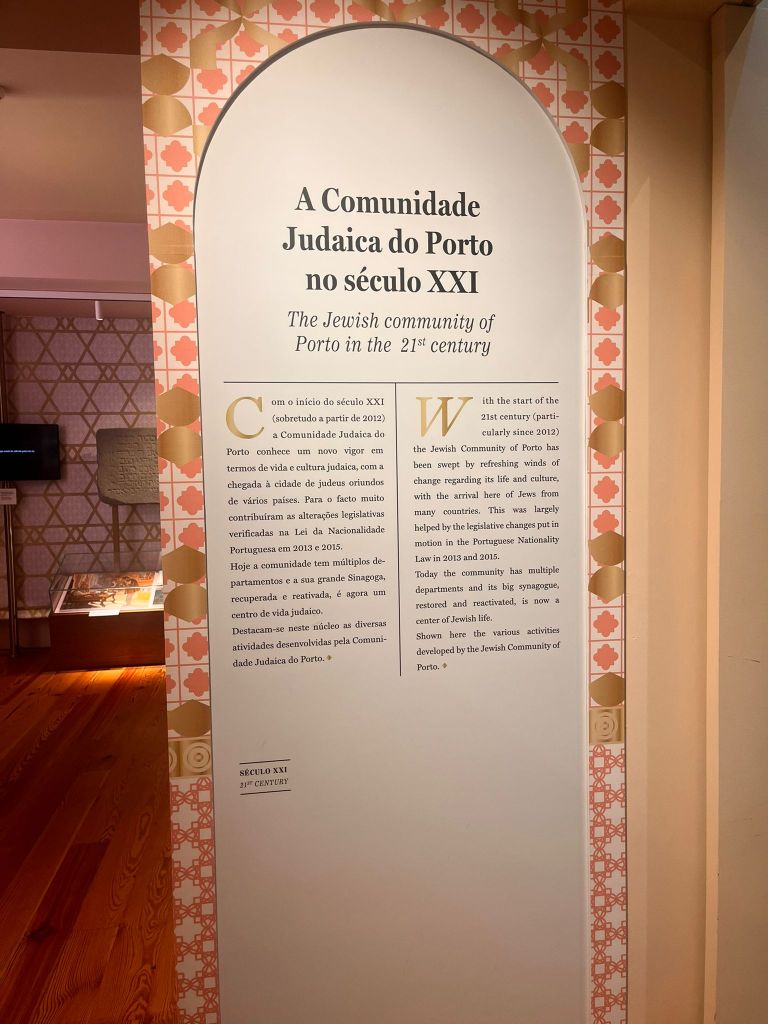 A Comunidade
Judaica do Porto
no século XXI
The Jewish community of
Porto in the 21st century
Com o início do século XXI
(sobretudo a partir de 2012)
a Comunidade Judaica do
Porto conhece um novo vigor em
termos de vida e cultura judaica, com a
chegada à cidade de judeus oriundos
de vários países. Para o facto muito
contribuíram as alterações legislativas
verificadas na Lei da Nacionalidade
Portuguesa em 2013 e 2015.
Hoje a comunidade tem múltiplos de-
partamentos e a sua grande Sinagoga,
recuperada e reativada, é agora um
centro de vida judaico.
Destacam-se neste núcleo as diversas
atividades desenvolvidas pela Comuni-
dade Judaica do Porto.
With the start of the
21st century (parti-
cularly since 2012)
the Jewish Community of Porto has
been swept by refreshing winds of
change regarding its life and culture,
with the arrival here of Jews from
many countries. This was largely
helped by the legislative changes put in
motion in the Portuguese Nationality
Law in 2013 and 2015.
Today the community has multiple
departments and its big synagogue,
restored and reactivated, is now a
center of Jewish life.
Shown here the various activities
developed by the Jewish Community of
Porto.
SÉCULO XXI
21ST CENTURY